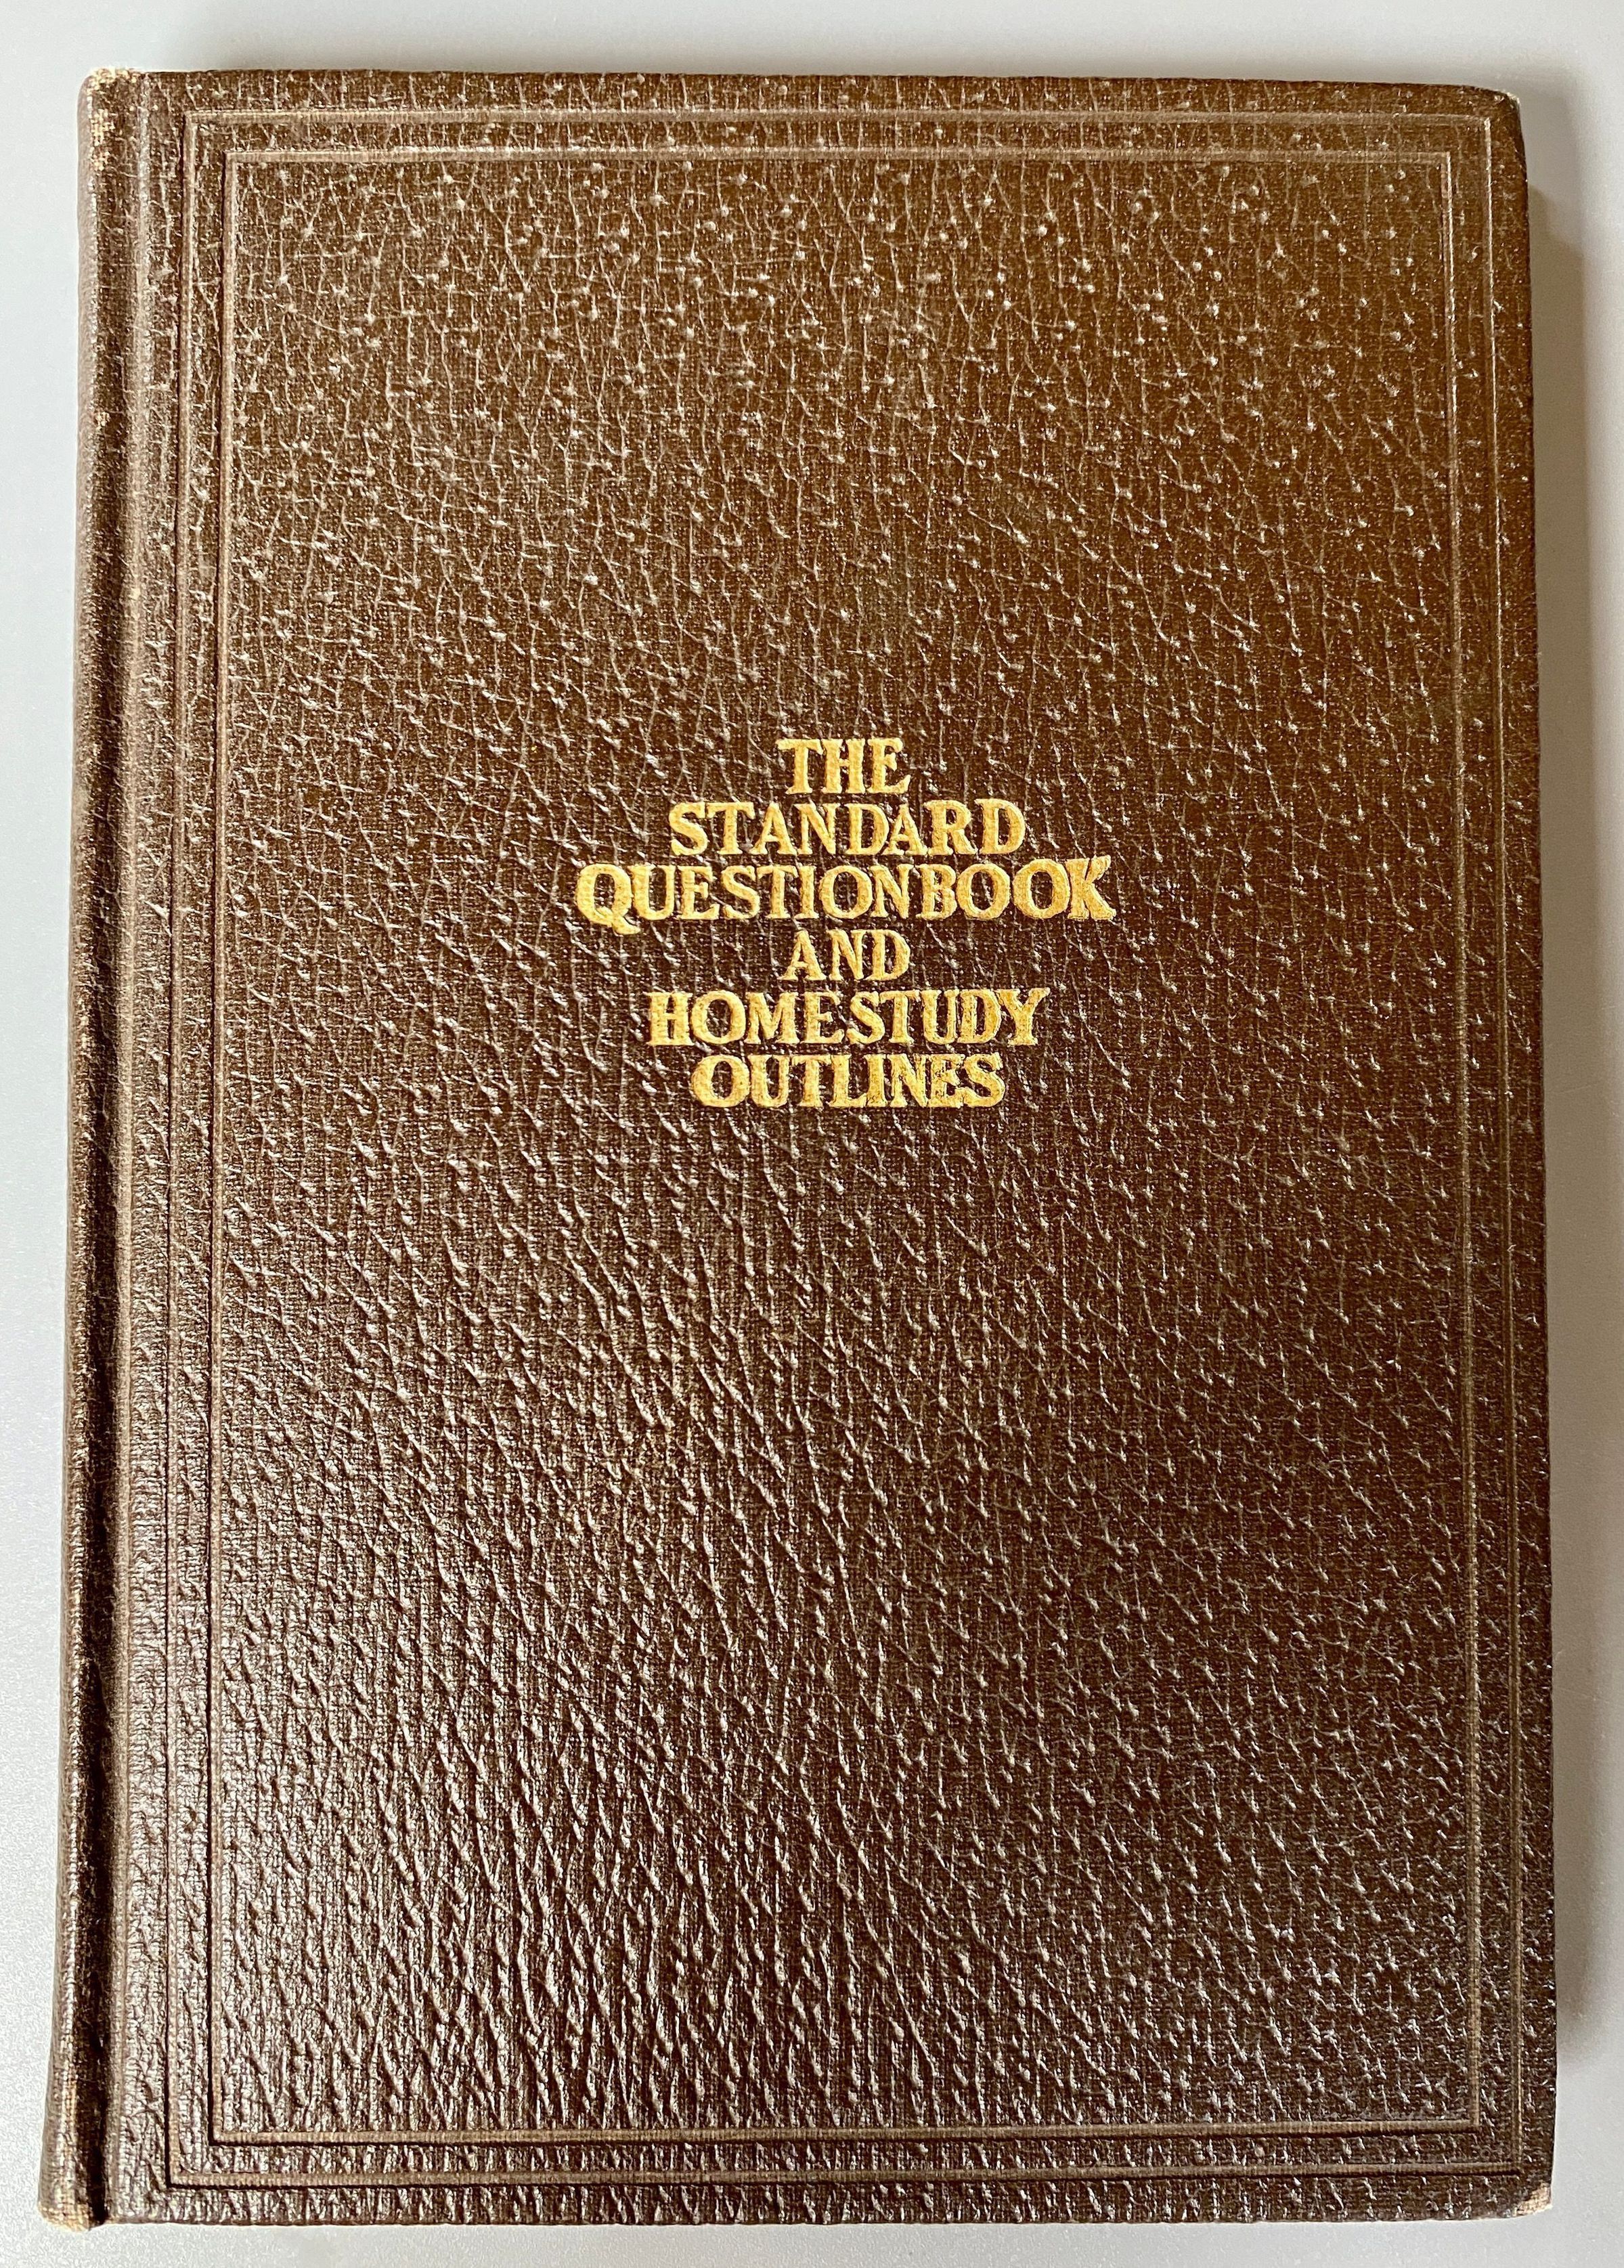 THE
STANDARD
QUESTIONBOOK
AND
HOMESTUDY
OUTLINES